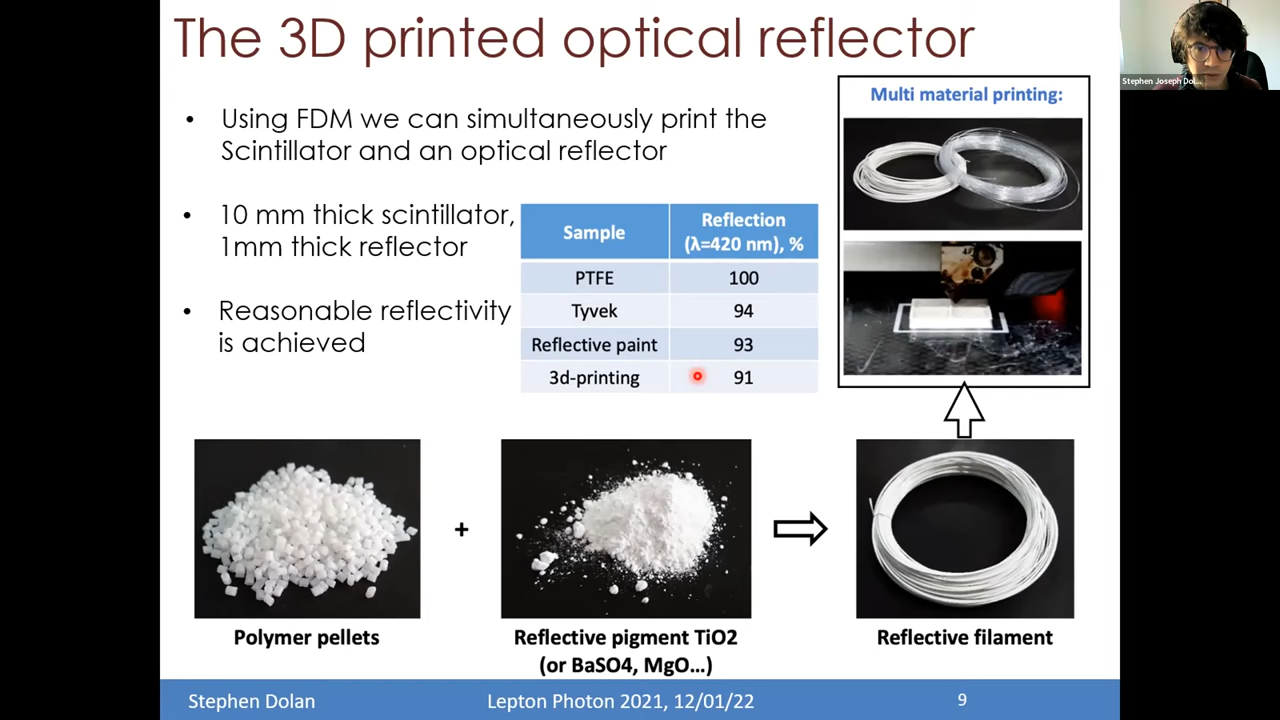 The 3D printed optical reflector
Stephen Joseph Dol...
• Using FDM we can simultaneously print the
Scintillator and an optical reflector
• 10 mm thick scintillator,
1mm thick reflector
• Reasonable reflectivity
is achieved
Sample Reflection
(λ=420 nm), %
PTFE 100
Tyvek 94
Reflective paint 93
3d-printing 91
Multi material printing:
+
Polymer pellets
Reflective pigment TiO2
(or BaSO4, MgO...)
Reflective filament
Stephen Dolan
Lepton Photon 2021, 12/01/22
9